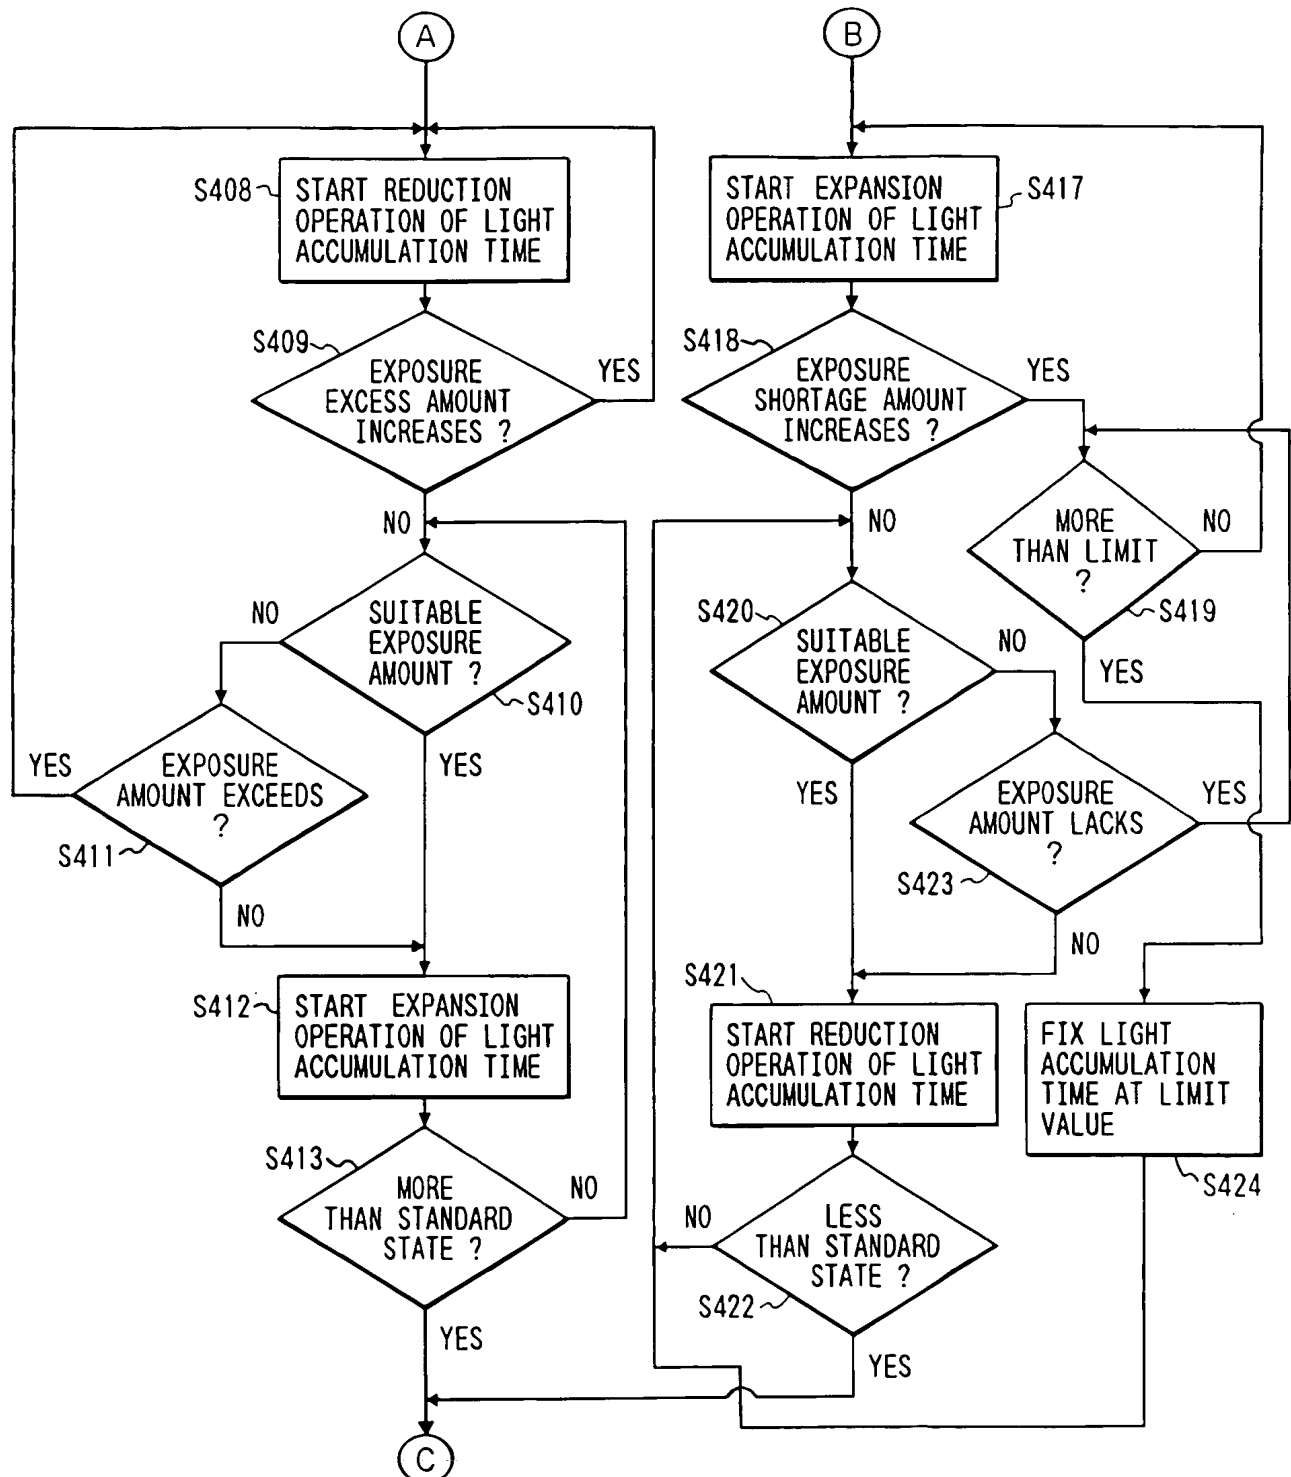 A
S408
START REDUCTION
OPERATION OF LIGHT
ACCUMULATION TIME
S409
EXPOSURE
EXCESS AMOUNT
INCREASES ?
YES
NO
SUITABLE
EXPOSURE
AMOUNT ?
NO
S410
YES
EXPOSURE
AMOUNT EXCEEDS
?
YES
S411
NO
S412
START EXPANSION
OPERATION OF LIGHT
ACCUMULATION TIME
S413
MORE
THAN STANDARD
STATE ?
NO
YES
C
B
START EXPANSION
OPERATION OF LIGHT
ACCUMULATION TIME
S417
S418
EXPOSURE
SHORTAGE AMOUNT
INCREASES ?
YES
NO
MORE
THAN LIMIT
?
NO
S419
YES
S420
SUITABLE
EXPOSURE
AMOUNT ?
NO
YES
EXPOSURE
AMOUNT LACKS
?
YES
S423
NO
S421
START REDUCTION
OPERATION OF LIGHT
ACCUMULATION TIME
FIX LIGHT
ACCUMULATION
TIME AT LIMIT
VALUE
S424
LESS
THAN STANDARD
STATE ?
NO
S422
YES